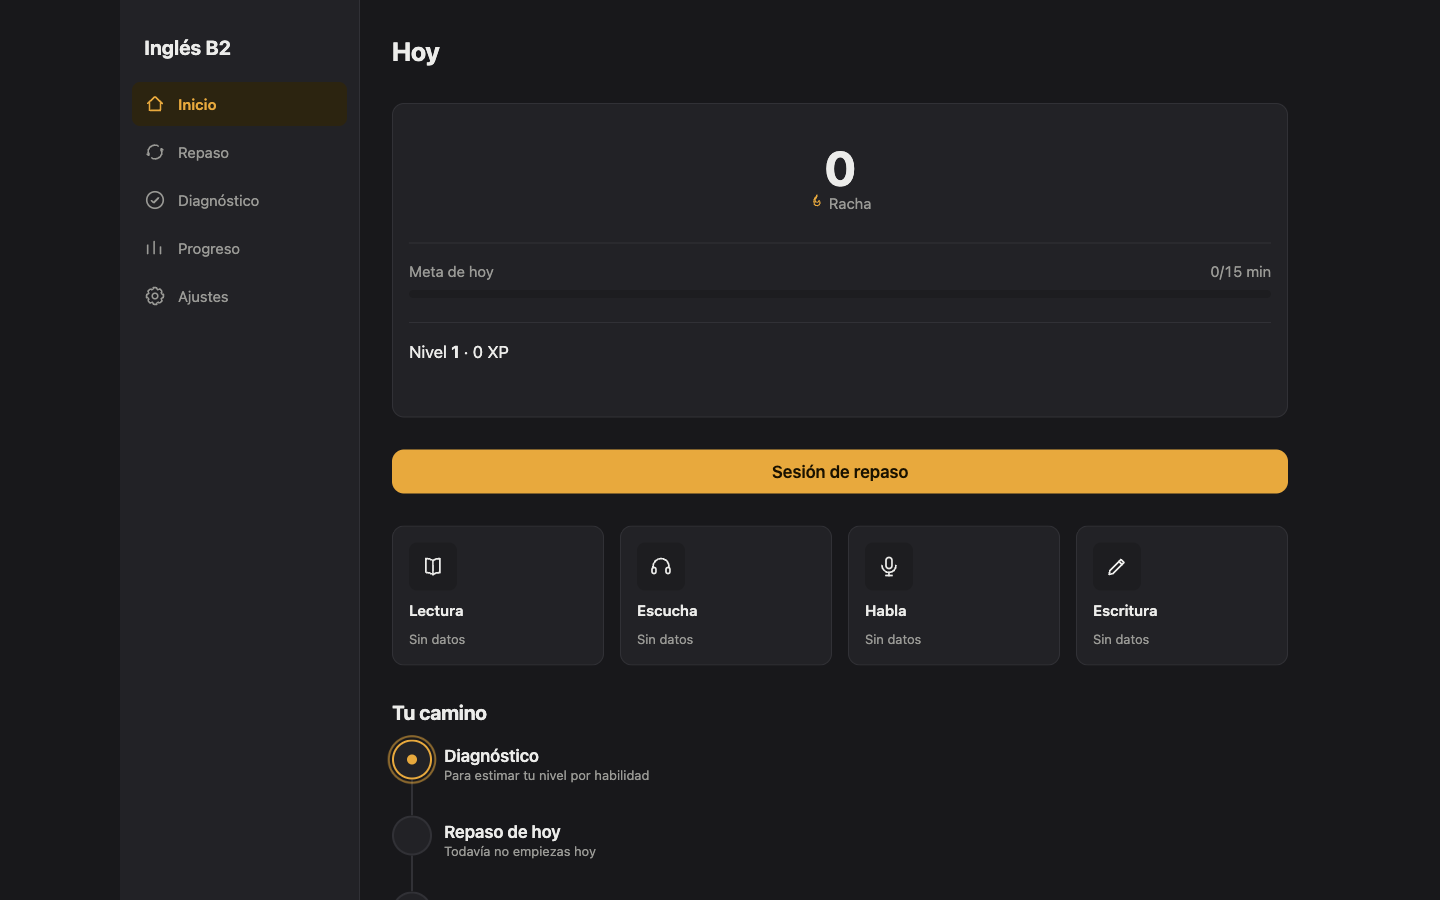 Inglés B2
Inicio
Repaso
Diagnóstico
Progreso
Ajustes
Hoy
0
Racha
Meta de hoy 0/15 min
Nivel 1 · 0 XP
Sesión de repaso
Lectura
Sin datos
Escucha
Sin datos
Habla
Sin datos
Escritura
Sin datos
Tu camino
Diagnóstico
Para estimar tu nivel por habilidad
Repaso de hoy
Todavía no empiezas hoy